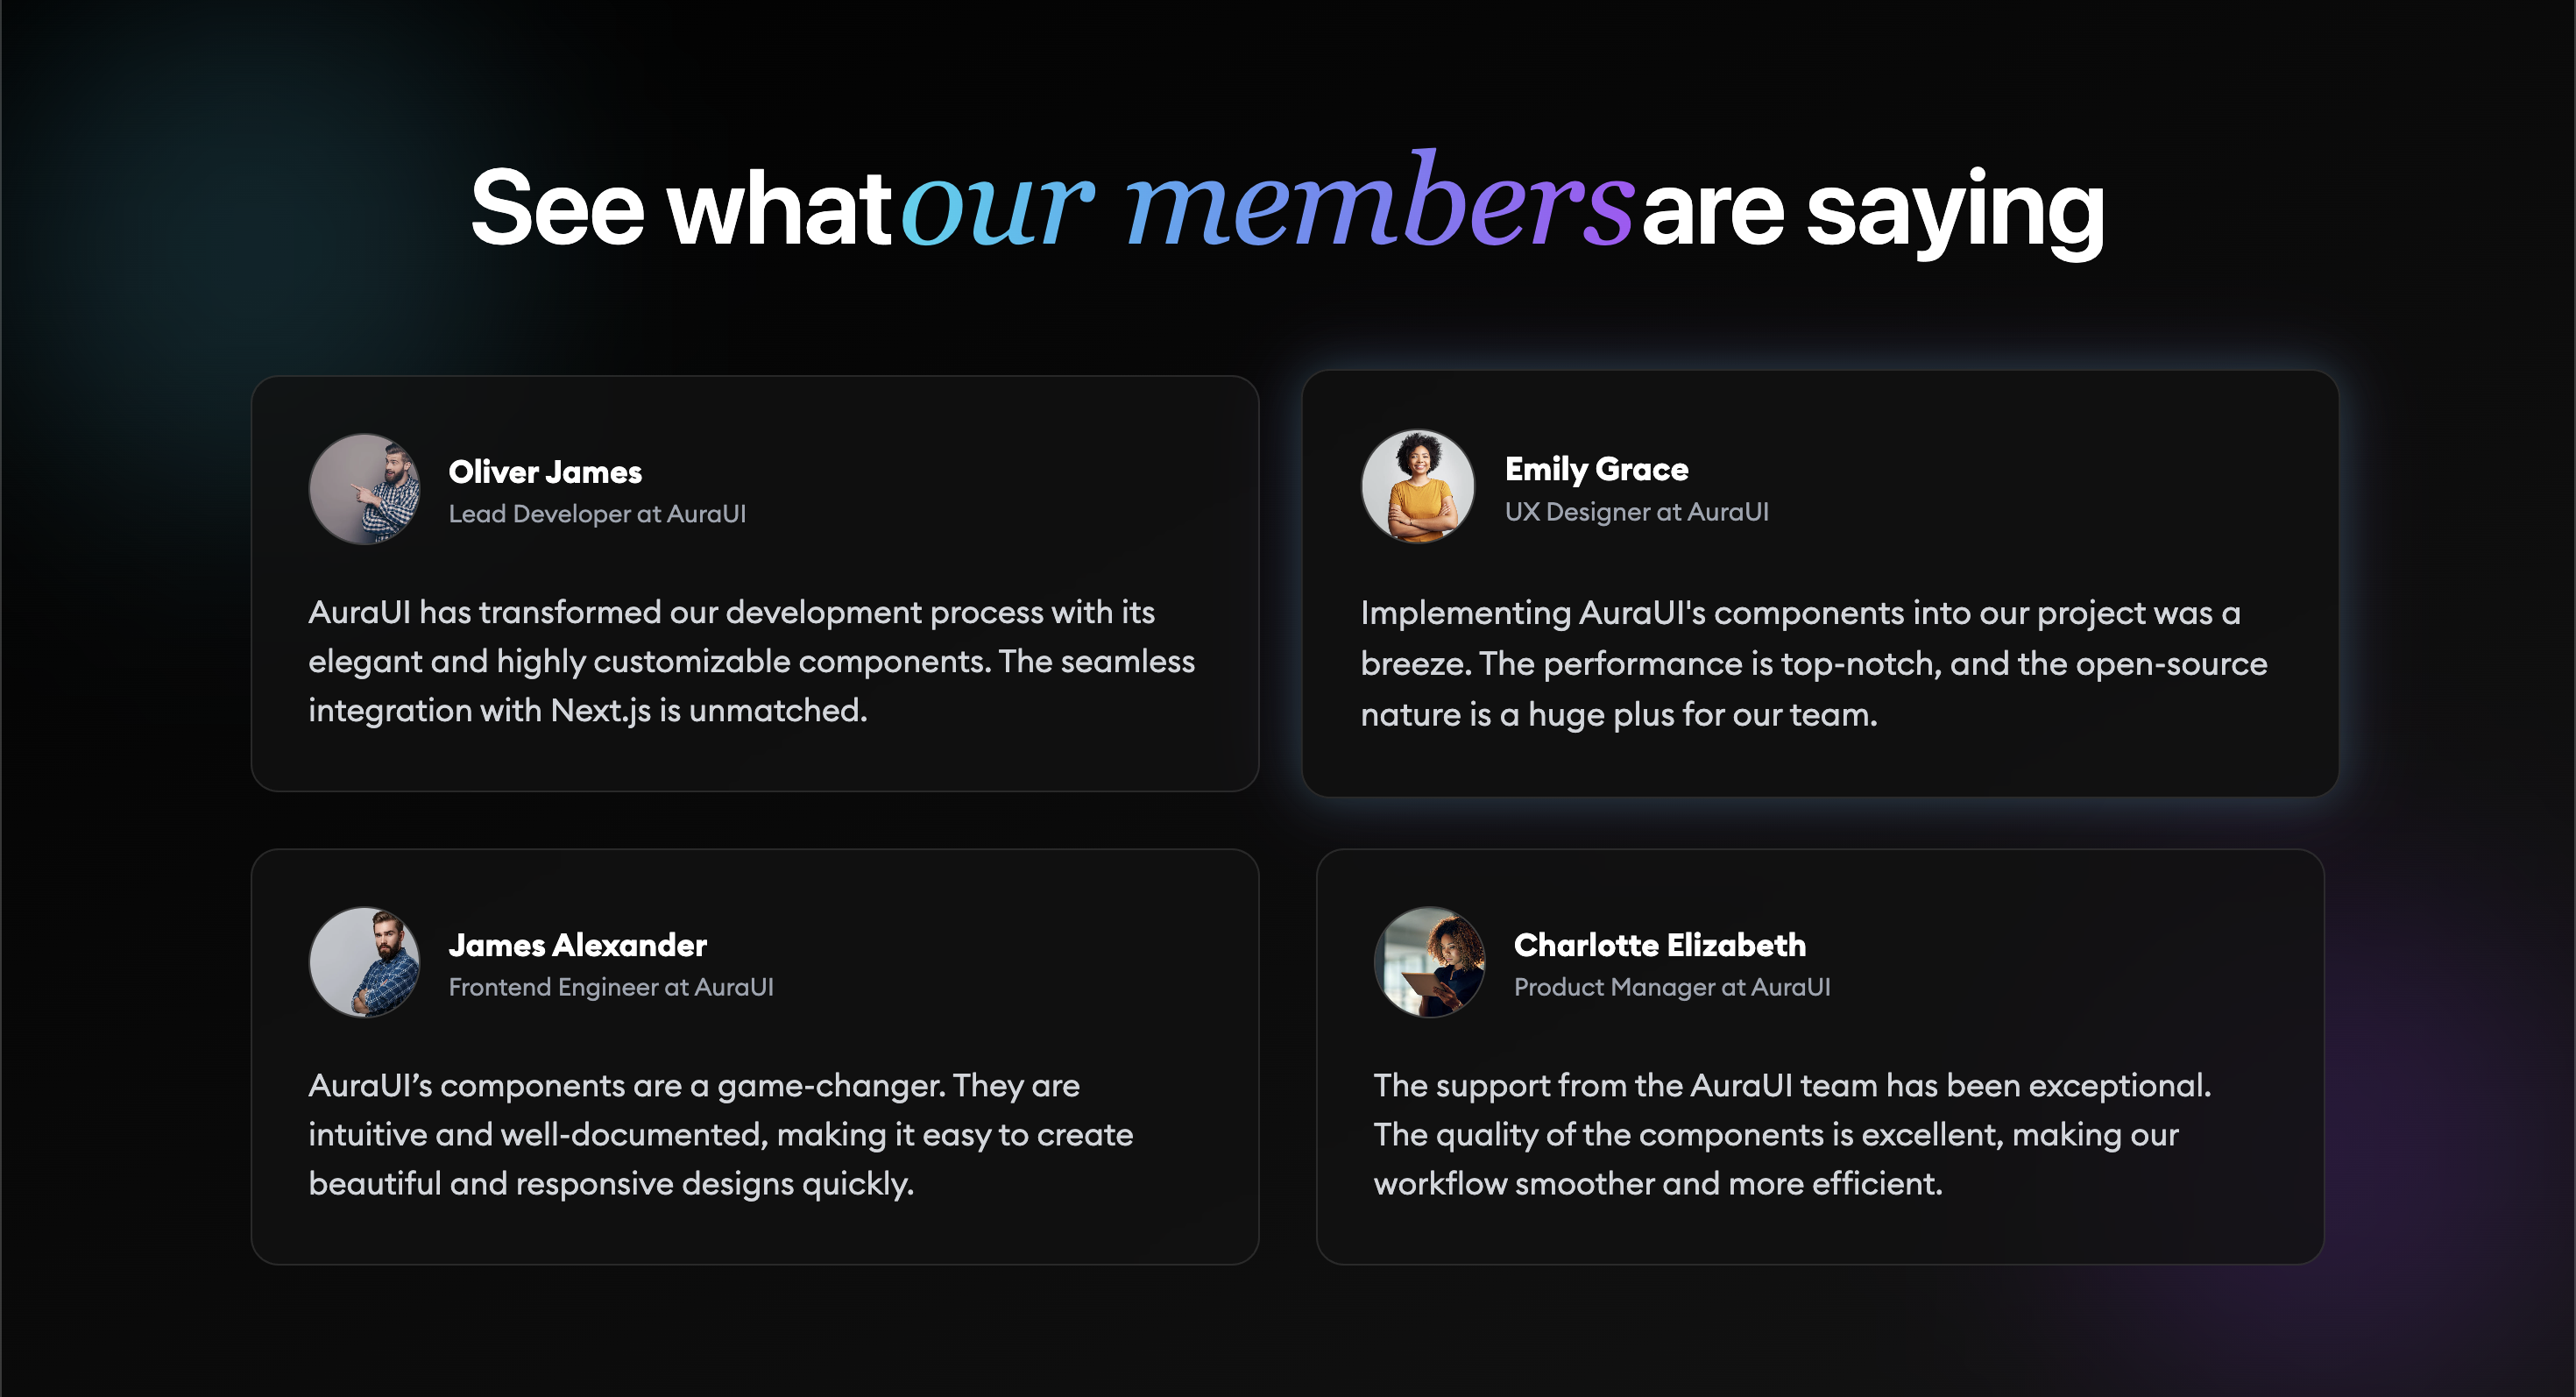 See what our members are saying
Oliver James
Lead Developer at AuraUI
AuraUI has transformed our development process with its
elegant and highly customizable components. The seamless
integration with Next.js is unmatched.
Emily Grace
UX Designer at AuraUI
Implementing AuraUI's components into our project was a
breeze. The performance is top-notch, and the open-source
nature is a huge plus for our team.
James Alexander
Frontend Engineer at AuraUI
AuraUI’s components are a game-changer. They are
intuitive and well-documented, making it easy to create
beautiful and responsive designs quickly.
Charlotte Elizabeth
Product Manager at AuraUI
The support from the AuraUI team has been exceptional.
The quality of the components is excellent, making our
workflow smoother and more efficient.